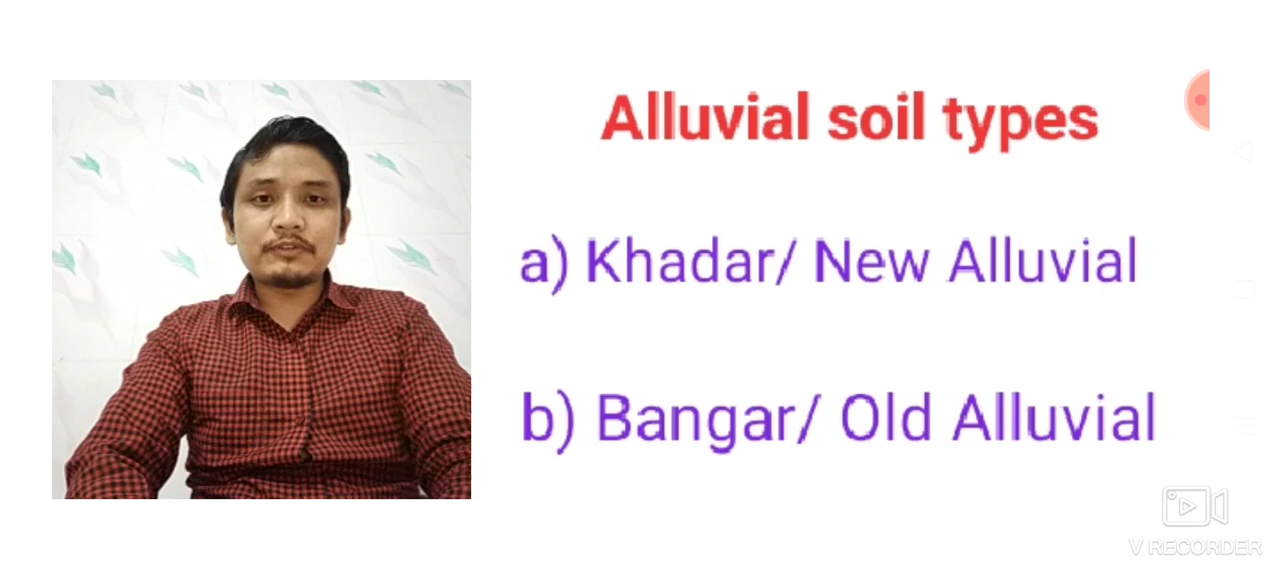 Alluvial soil types
a) Khadar/ New Alluvial
b) Bangar/ Old Alluvial
V RECORDER